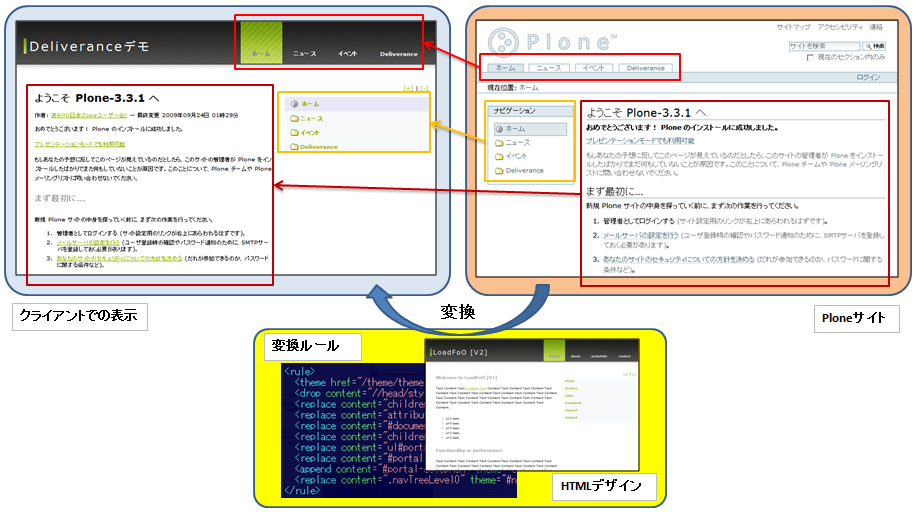 Deliveranceデモ
ホーム
ニュース
イベント
Deliverance
[+] | [-]
ようこそ Plone-3.3.1 へ
— 最終変更 2009年09月24日 01時29分
おめでとうございます！ Plone のインストールに成功しました。
プレゼンテーションモードでも利用可能
もしあなたの予想に反してこのページが見えているのだとしたら、このサイトの管理者が Plone をインストールしたばかりでまだ何もしていないことが原因です。このことについて、Plone チームや Plone メーリングリストに問い合わせないでください。
まず最初に...
新規 Plone サイトの中身を探っていく前に、まず次の作業を行ってください。
1. 管理者としてログインする (サイト設定用のリンクが右上にあらわれるはずです)。
2. メールサーバの設定を行う (ユーザ登録時の確認やパスワード通知のために、SMTPサーバを登録しておく必要があります)。
3. あなたのサイトのセキュリティについての方針を決める (だれが参加できるのか、パスワードに関する条件など)。
ホーム
ニュース
イベント
Deliverance
クライアントでの表示
Plone™
サイトマップ アクセシビリティ 連絡
サイトを検索
検索
現在のセクション内のみ
ホーム
ニュース
イベント
Deliverance
ログイン
現在位置: ホーム
ナビゲーション
ホーム
ニュース
イベント
Deliverance
ようこそ Plone-3.3.1 へ
おめでとうございます！ Plone のインストールに成功しました。
プレゼンテーションモードでも利用可能
もしあなたの予想に反してこのページが見えているのだとしたら、このサイトの管理者が Plone をインストールしたばかりでまだ何もしていないことが原因です。このことについて、Plone チームや Plone メーリングリストに問い合わせないでください。
まず最初に...
新規 Plone サイトの中身を探っていく前に、まず次の作業を行ってください。
1. 管理者としてログインする (サイト設定用のリンクが右上にあらわれるはずです)。
2. メールサーバの設定を行う (ユーザ登録時の確認やパスワード通知のために、SMTPサーバを登録しておく必要があります)。
3. あなたのサイトのセキュリティについての方針を決める (だれが参加できるのか、パスワードに関する条件など)。
Ploneサイト
変換
変換ルール
<rule>
<theme href="/theme/theme
<drop content="//head/sty
<replace content="children
<replace content="attribut
<replace content="#documen
<replace content="children
<replace content="ul#porta
<replace content="#portal-
<append content="#portal-
<append content=".navTreeLevel0" theme="#n
</rule>
LoadFoO [V2]
Welcome to LoadFoO [V1]
Functionality or performance
HTMLデザイン